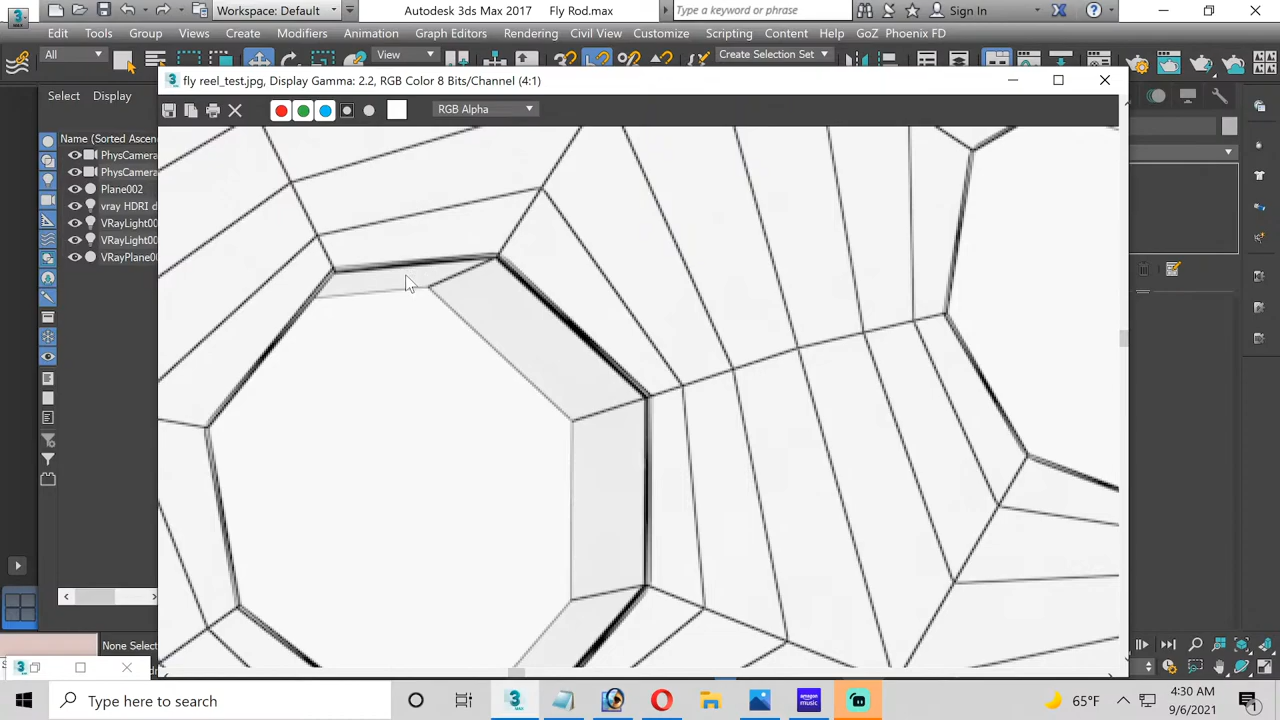 Workspace: Default
Autodesk 3ds Max 2017
Fly Rod.max
Type a keyword or phrase
Sign In
Edit
Tools
Group
Views
Create
Modifiers
Animation
Graph Editors
Rendering
Civil View
Customize
Scripting
Content
Help
GoZ
Phoenix FD
All
View
Create Selection Set
3 fly reel_test.jpg, Display Gamma: 2.2, RGB Color 8 Bits/Channel (4:1)
Select
Display
RGB Alpha
Name (Sorted Ascen
PhysCamera
PhysCamera
Plane002
vray HDRI d
VRayLight00
VRayLight00
VRayPlane00
None Selec
Type here to search
65°F
4:30 AM
9/6/2021